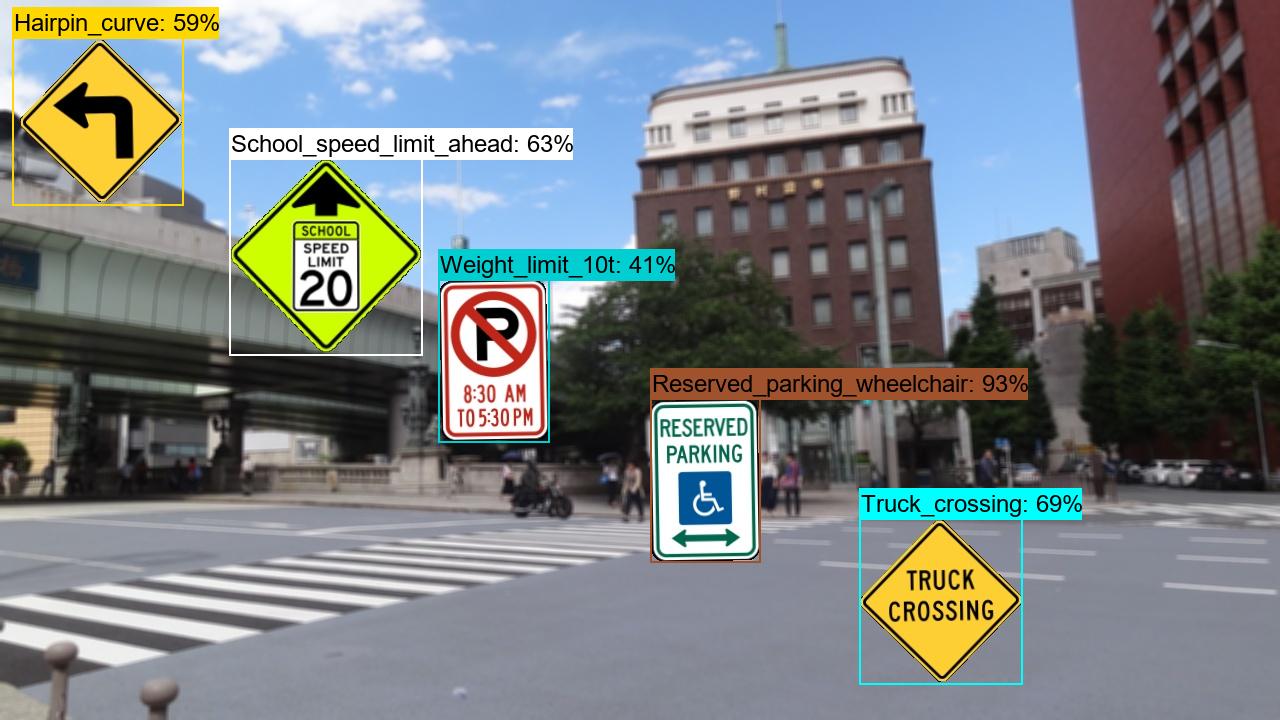 Hairpin_curve: 59%
School_speed_limit_ahead: 63%
SCHOOL
SPEED
LIMIT
20
Weight_limit_10t: 41%
P
8:30 AM
TO 5:30 PM
Reserved_parking_wheelchair: 93%
RESERVED
PARKING
Truck_crossing: 69%
TRUCK
CROSSING